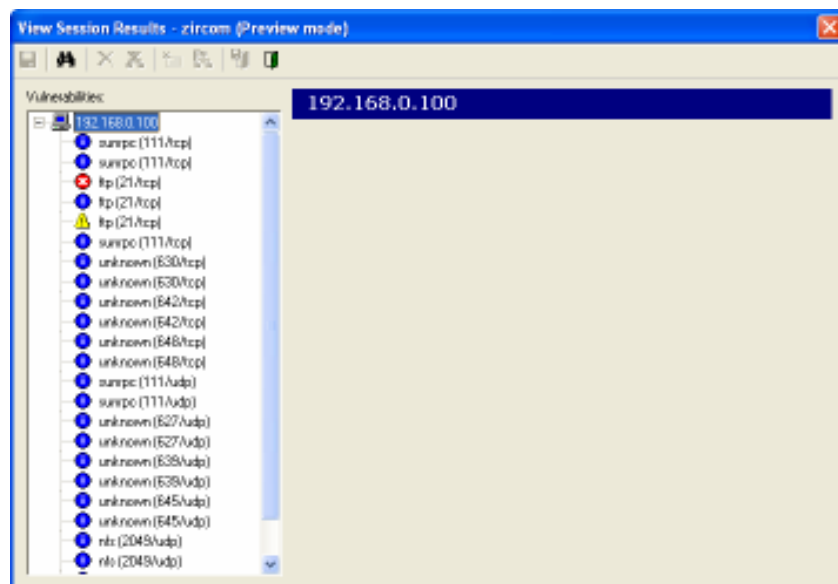 View Session Results - zircom (Preview mode)
Vulnerabilities:
192.168.0.100
192.168.0.100
sunrpc (111/tcp)
sunrpc (111/tcp)
ftp (21/tcp)
ftp (21/tcp)
ftp (21/tcp)
sunrpc (111/tcp)
unknown (630/tcp)
unknown (630/tcp)
unknown (642/tcp)
unknown (642/tcp)
unknown (648/tcp)
unknown (648/tcp)
sunrpc (111/udp)
sunrpc (111/udp)
unknown (627/udp)
unknown (627/udp)
unknown (639/udp)
unknown (639/udp)
unknown (645/udp)
unknown (645/udp)
nfs (2049/udp)
nfs (2049/udp)